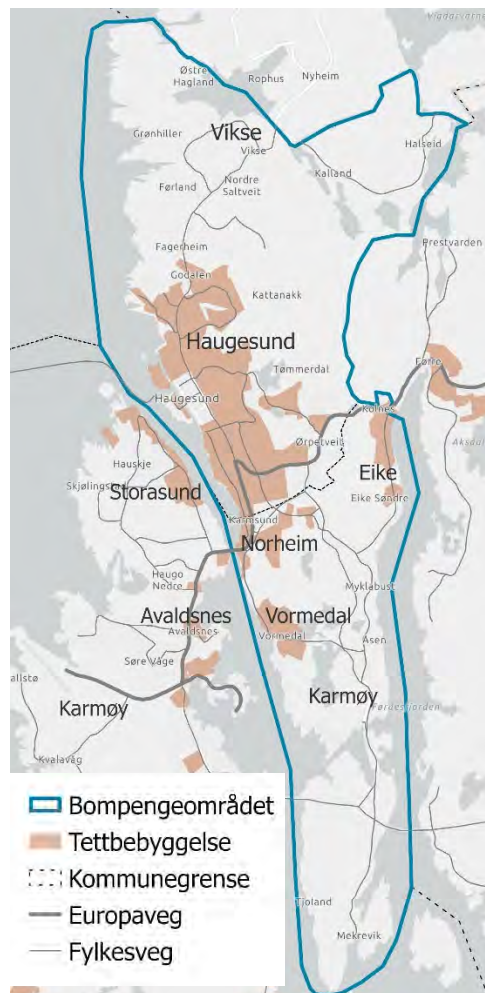 Østre
Hagland
Rophus
Nyheim
Vikse
Grønhiller
Vikse
Halseid
Kalland
Nordre
Saltveit
Førland
Fagerheim
Prestvarden
Godalen
Kattanakk
Haugesund
Førre
Tømmerdal
Haugesund
Kolnes
Ørpetveit
Hauskje
Eike
Storasund
Eike Søndre
Karmsund
Norheim
Haugo
Nedre
Myklabust
Avaldsnes
Avaldsnes
Vormedal
Vormedal
Åsen
Søre Våge
Karmøy
Karmøy
Førdesfjorden
Kvalavåg
Bompengeområdet
Tettbebyggelse
Kommunegrense
Europaveg
Fylkesveg
Tjoland
Mekrevik